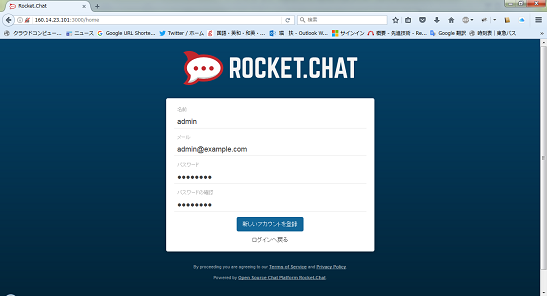 Rocket.Chat
160.14.23.101:3000/home
検索
クラウドコンピュー...
ニュース
Google URL Shorte...
Twitter / ホーム
国語・英和・和英・...
Outlook W...
サインイン
概要 - 先進技術 - Re...
Google 翻訳
時刻表 | 東急バス
ROCKET.CHAT
名前
admin
メール
admin@example.com
パスワード
パスワードの確認
新しいアカウントを登録
ログインへ戻る
By proceeding you are agreeing to our Terms of Service and Privacy Policy
Powered by Open Source Chat Platform Rocket.Chat